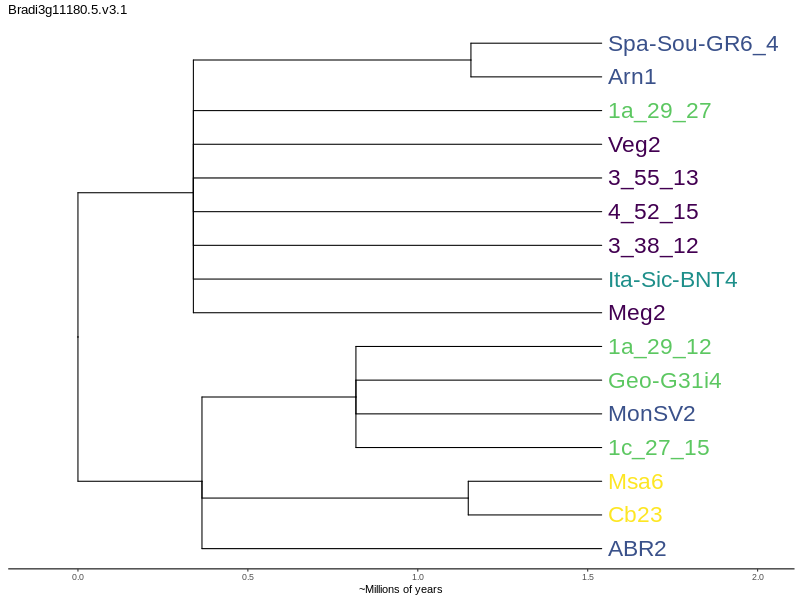 Bradi3g11180.5.v3.1
Spa-Sou-GR6_4
Arn1
1a_29_27
Veg2
3_55_13
4_52_15
3_38_12
Ita-Sic-BNT4
Meg2
1a_29_12
Geo-G31i4
MonSV2
1c_27_15
Msa6
Cb23
ABR2
0.0 0.5 1.0 1.5 2.0
~Millions of years